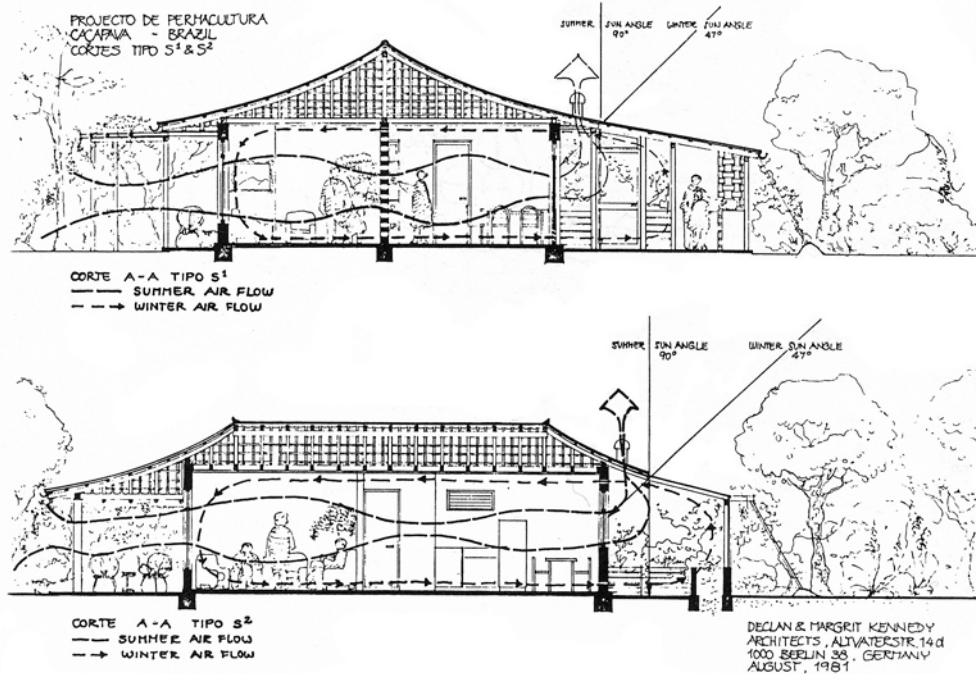 PROJECTO DE PERMACULTURA
CAÇAPAVA - BRAZIL
CORTES TIPO S¹ & S²
SUMMER SUN ANGLE
90°
WINTER SUN ANGLE
47°
CORTE A-A TIPO S¹
SUMMER AIR FLOW
WINTER AIR FLOW
SUMMER SUN ANGLE
90°
WINTER SUN ANGLE
47°
CORTE A-A TIPO S²
SUMMER AIR FLOW
WINTER AIR FLOW
DECLAN & MARGRIT KENNEDY
ARCHITECTS, ALTVATERSTR. 14d
1000 BERLIN 38. GERMANY
AUGUST, 1981